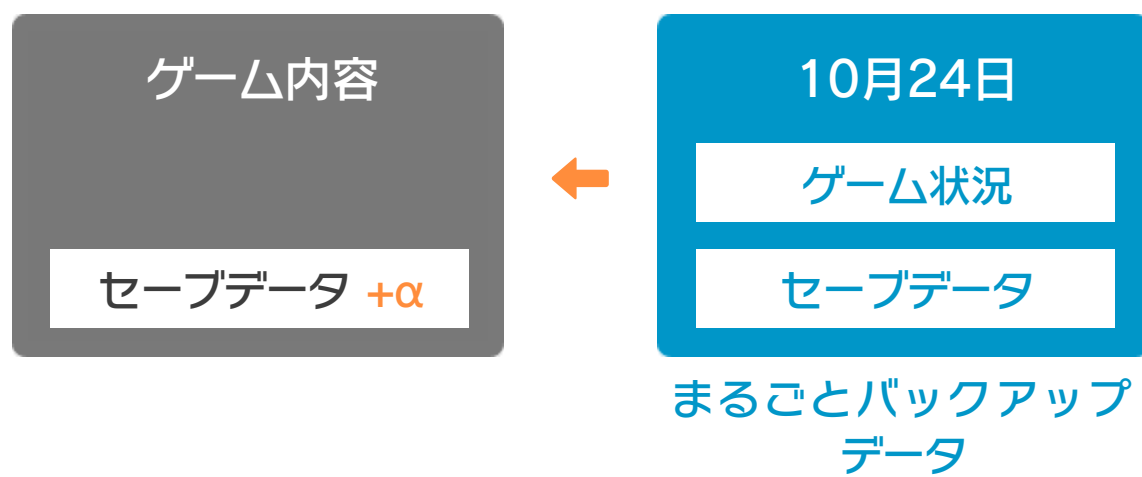 ゲーム内容
セーブデータ +α
10月24日
ゲーム状況
セーブデータ
まるごとバックアップ
データ